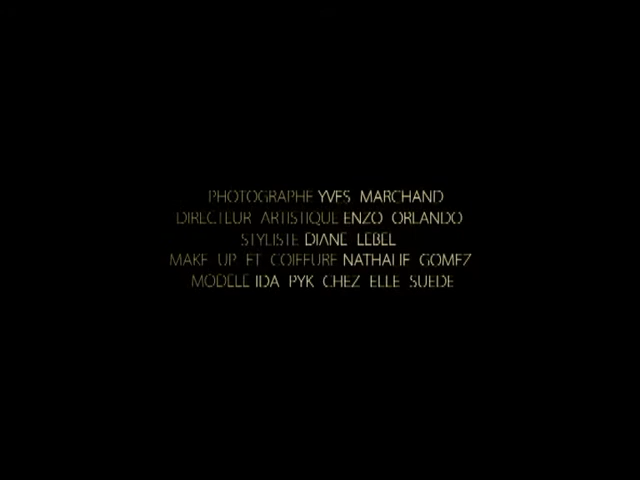 PHOTOGRAPHE YVES MARCHAND
DIRECTEUR ARTISTIQUE ENZO ORLANDO
STYLISTE DIANE LEBEL
MAKE UP ET COIFFURE NATHALIE GOMEZ
MODELE IDA PYK CHEZ ELLE SUEDE